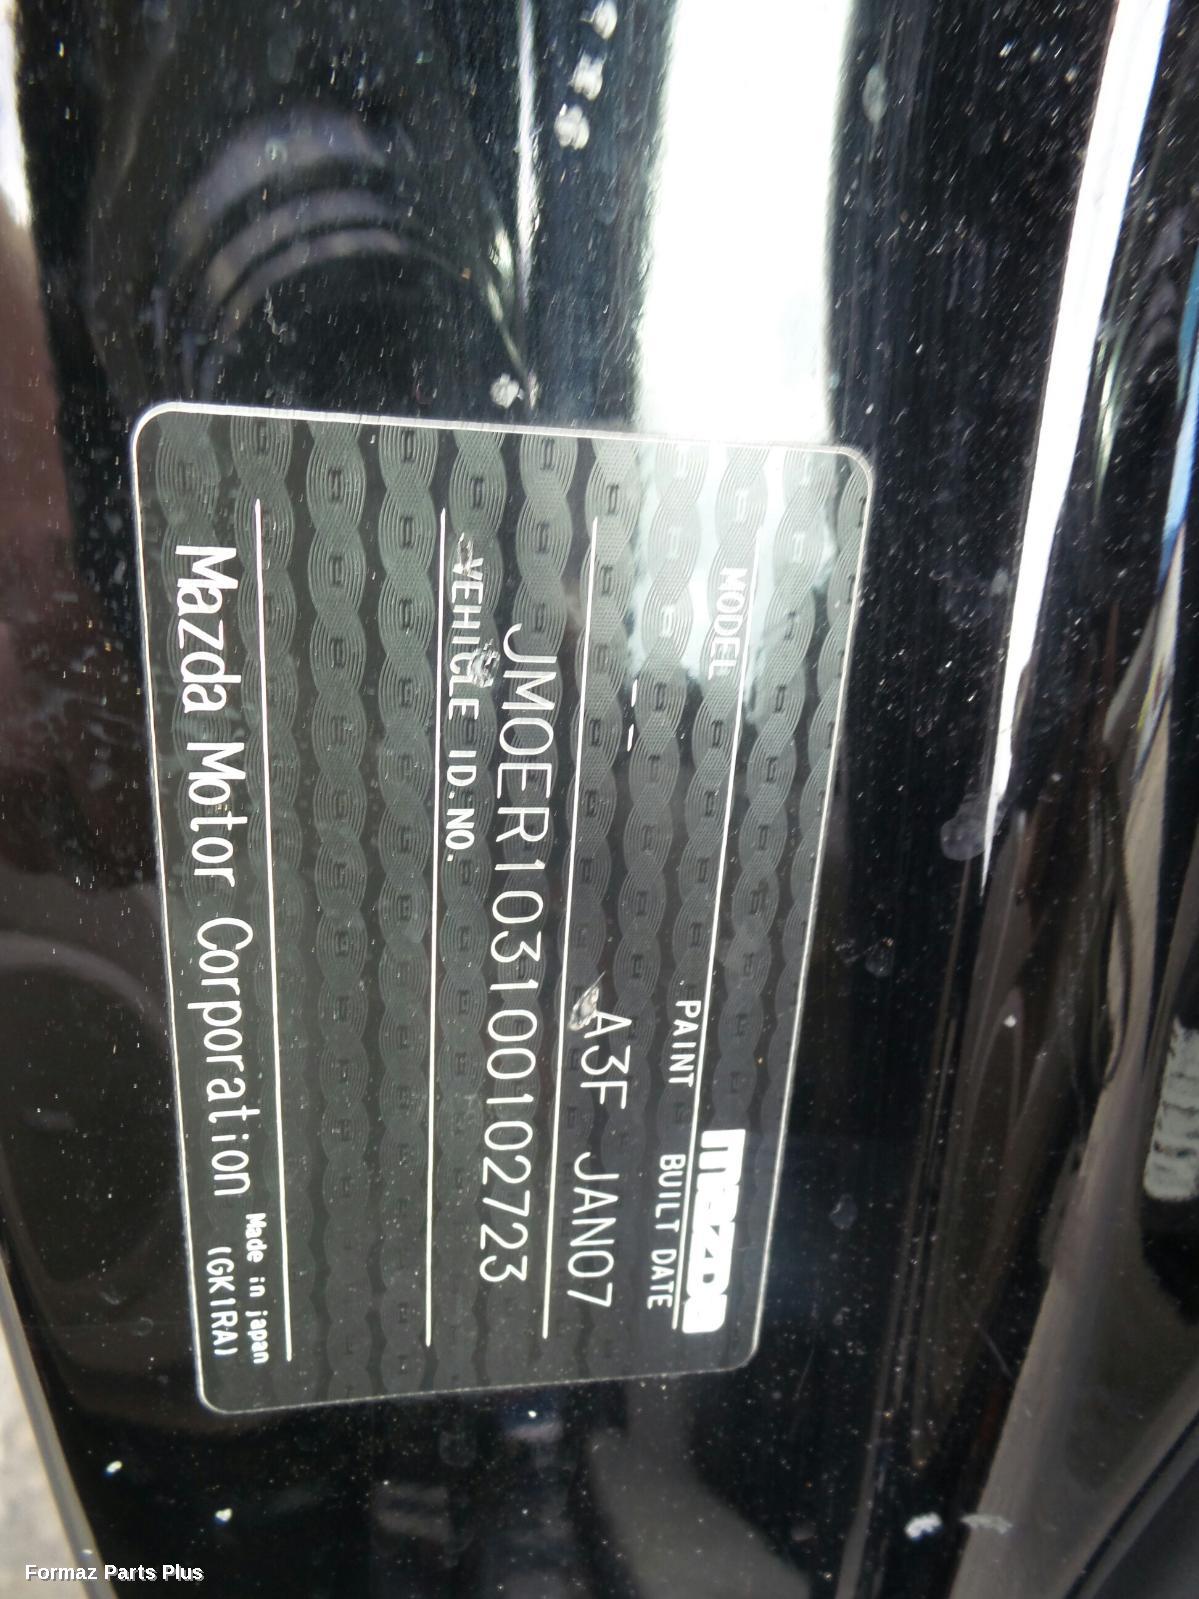 mazda
MODEL PAINT BUILT DATE
-- A3F JAN07
JM0ER103100102723
VEHICLE ID.NO.
Made in japan
Mazda Motor Corporation (GK1RA)
Formaz Parts Plus